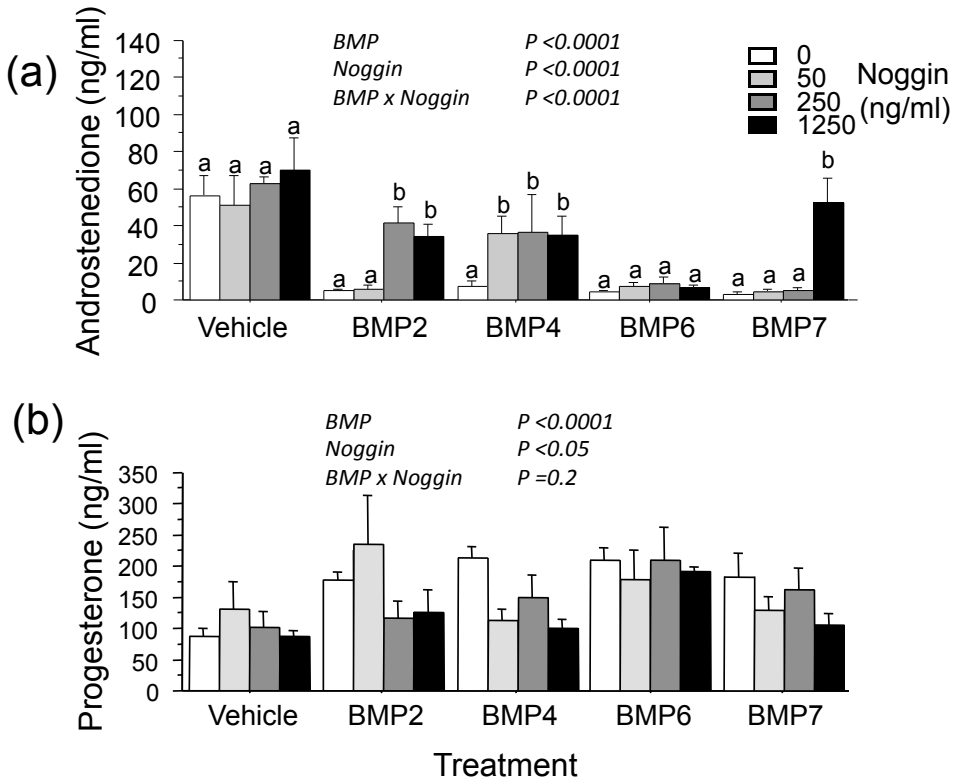 (a)
Androstenedione (ng/ml)
140
120
100
80
60
40
20
0
BMP P <0.0001
Noggin P <0.0001
BMP x Noggin P <0.0001
0
50
250
1250
Noggin
(ng/ml)
a a a a
a a b b
a b b b
a a a a
a a a b
Vehicle BMP2 BMP4 BMP6 BMP7
(b)
Progesterone (ng/ml)
350
300
250
200
150
100
50
0
BMP P <0.0001
Noggin P <0.05
BMP x Noggin P =0.2
Vehicle BMP2 BMP4 BMP6 BMP7
Treatment